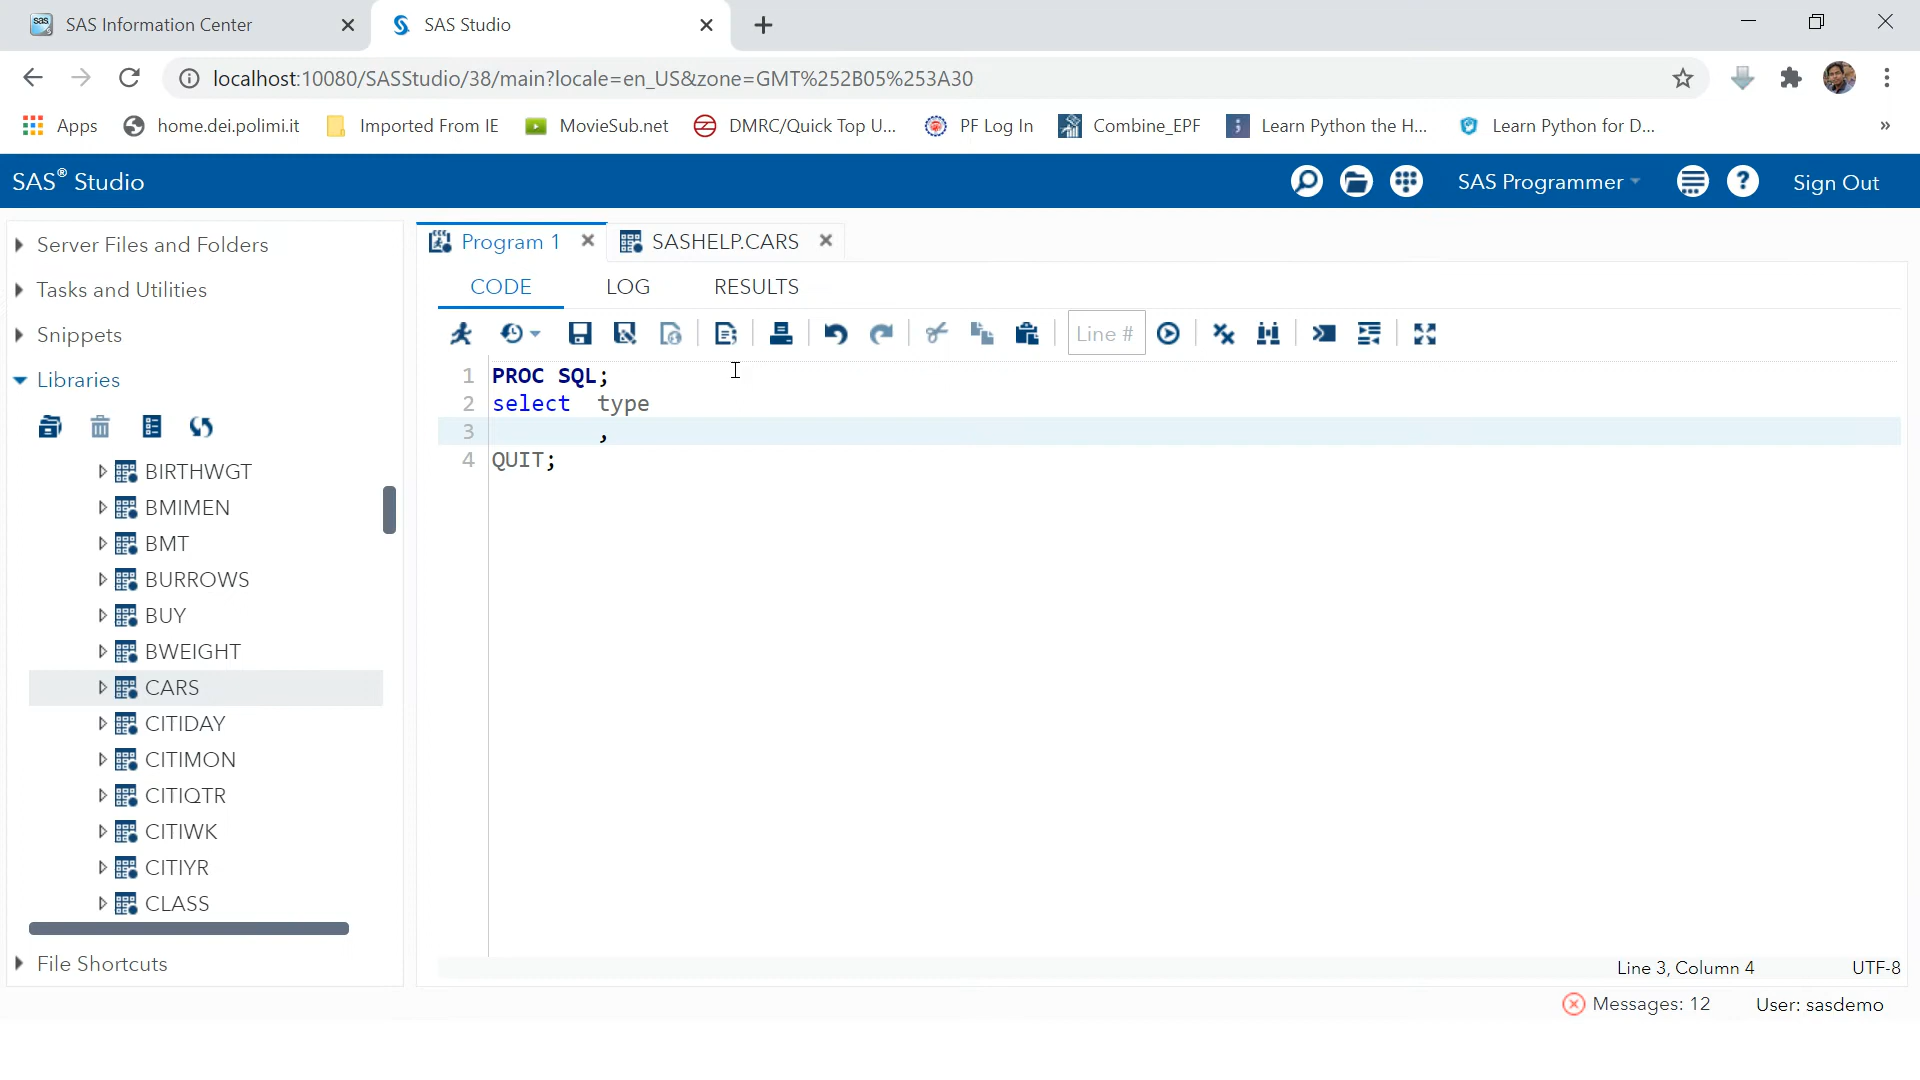 SAS Information Center
SAS Studio
localhost:10080/SASStudio/38/main?locale=en_US&zone=GMT%252B05%253A30
Apps
home.dei.polimi.it
Imported From IE
MovieSub.net
DMRC/Quick Top U...
PF Log In
Combine_EPF
Learn Python the H...
Learn Python for D...
»
SAS® Studio
SAS Programmer
Sign Out
Server Files and Folders
Tasks and Utilities
Snippets
Libraries
BIRTHWGT
BMIMEN
BMT
BURROWS
BUY
BWEIGHT
CARS
CITIDAY
CITIMON
CITIQTR
CITIWK
CITIYR
CLASS
File Shortcuts
Program 1
SASHELP.CARS
CODE
LOG
RESULTS
Line #
1 PROC SQL;
2 select type
3 ,
4 QUIT;
Line 3, Column 4
UTF-8
Messages: 12
User: sasdemo